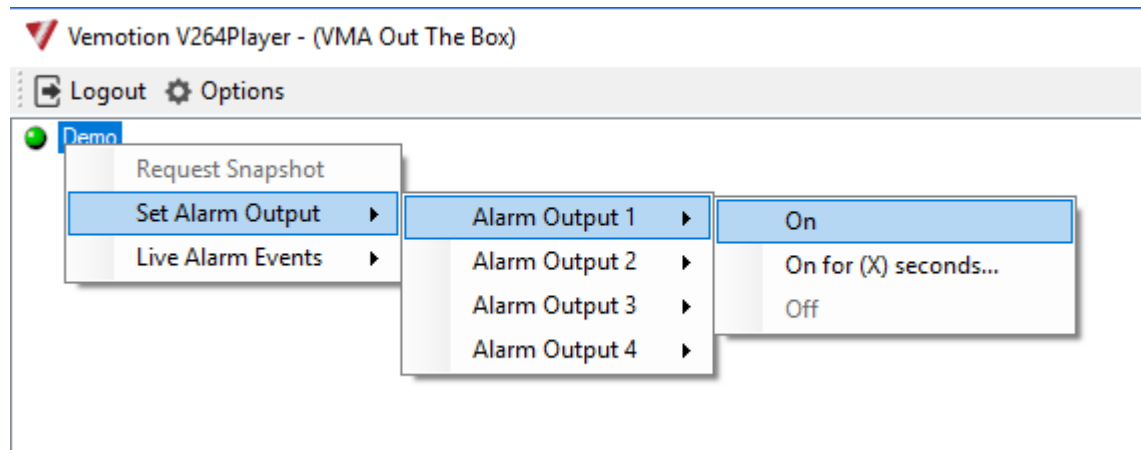 Vemotion V264Player - (VMA Out The Box)
Logout Options
Demo
Request Snapshot
Set Alarm Output
Live Alarm Events
Alarm Output 1
Alarm Output 2
Alarm Output 3
Alarm Output 4
On
On for (X) seconds...
Off